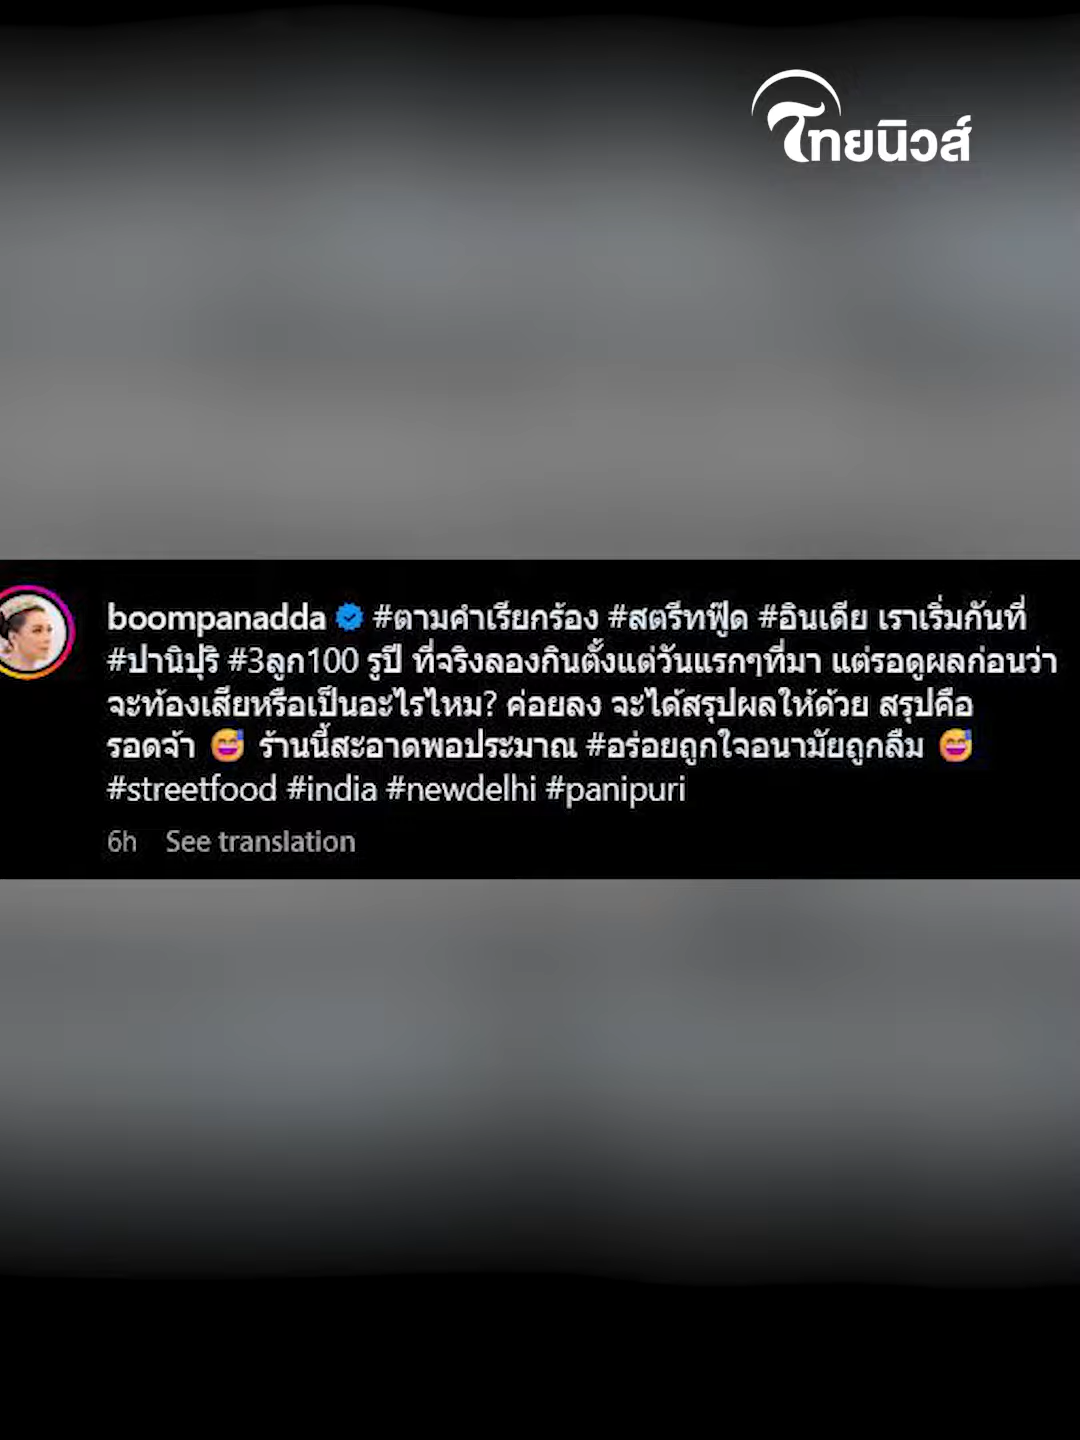 ไทยนิวส์
boompanadda #ตามคำเรียกร้อง #สตรีทฟู๊ด #อินเดีย เราเริ่มกันที่
#ปานิปุริ #3ลูก100 รูปี ที่จริงลองกินตั้งแต่วันแรกๆที่มา แต่รอดูผลก่อนว่า
จะท้องเสียหรือเป็นอะไรไหม? ค่อยลง จะได้สรุปผลให้ด้วย สรุปคือ
รอดจ้า 😅 ร้านนี้สะอาดพอประมาณ #อร่อยถูกใจอนามัยถูกลืม 😅
#streetfood #india #newdelhi #panipuri
6h See translation